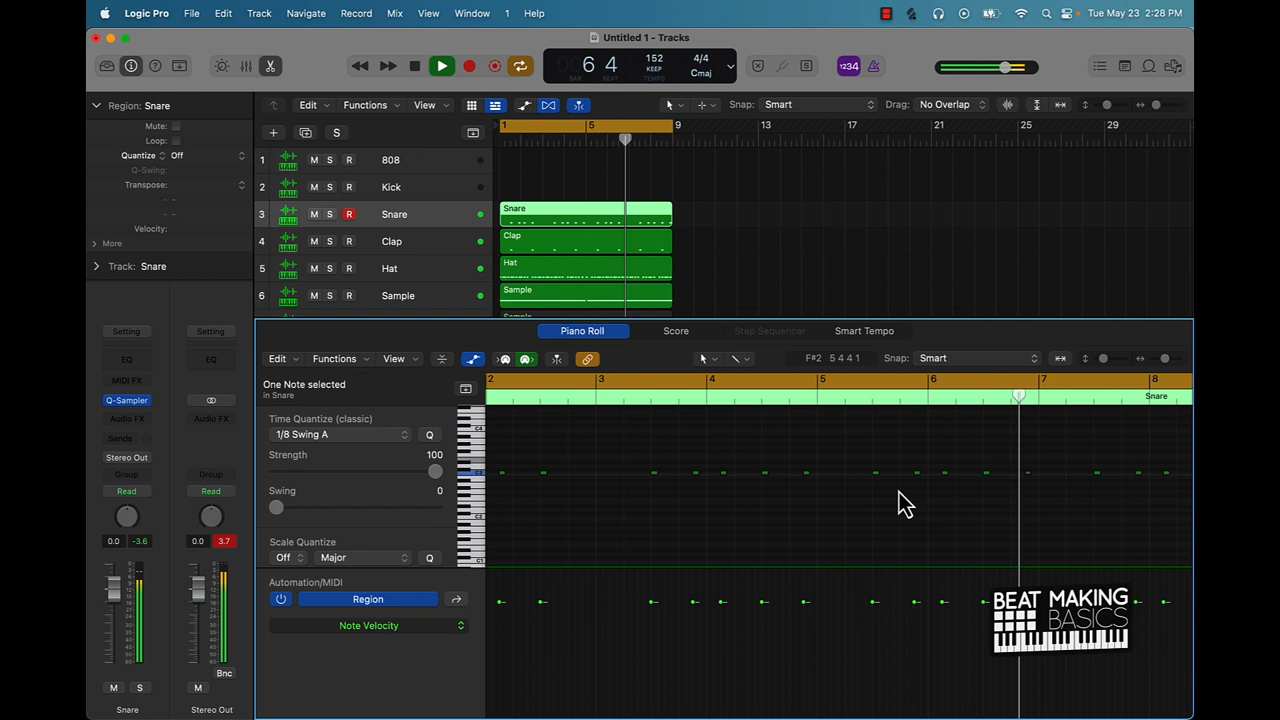 Logic Pro File Edit Track Navigate Record Mix View Window 1 Help Tue May 23 2:28 PM
Untitled 1 - Tracks
6 4 152 4/4
BAR BEAT KEEP TEMPO Cmaj
1234
Region: Snare
Mute:
Loop:
Quantize Off
Q-Swing:
Transpose:
Velocity:
More
Track: Snare
Setting Setting
EQ EQ
MIDI FX
Q-Sampler
Audio FX Audio FX
Sends
Stereo Out
Group Group
Read Read
0.0 -3.6 0.0 3.7
Bnc
M S M
Snare Stereo Out
Edit Functions View Snap: Smart Drag: No Overlap
S 1 5 9 13 17 21 25 29
1 M S R 808
2 M S R Kick
3 M S R Snare
4 M S R Clap
5 M S R Hat
6 M S R Sample
Snare
Clap
Hat
Sample
Piano Roll Score Step Sequencer Smart Tempo
Edit Functions View F#2 5 4 4 1 Snap: Smart
One Note selected
in Snare
2 3 4 5 6 7 8
Snare
Time Quantize (classic)
1/8 Swing A Q
Strength 100
Swing 0
Scale Quantize
Off Major Q
C4
C2
C1
Automation/MIDI
Region
Note Velocity
BEAT MAKING
BASICS